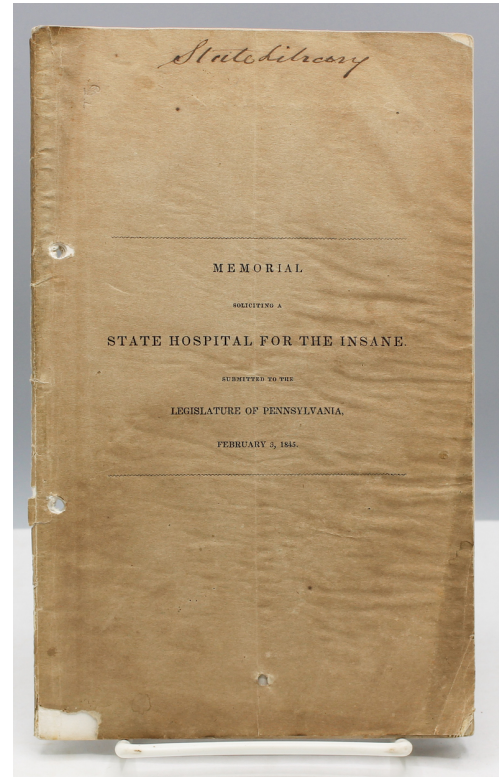 State Library
MEMORIAL
SOLICITING A
STATE HOSPITAL FOR THE INSANE.
SUBMITTED TO THE
LEGISLATURE OF PENNSYLVANIA,
FEBRUARY 3, 1845.